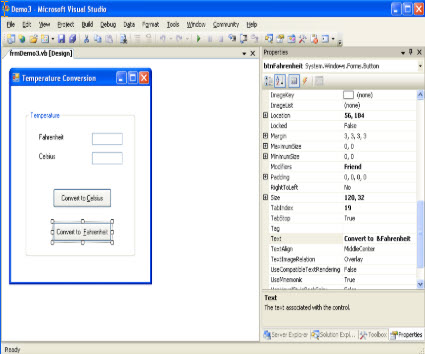 Demo3 - Microsoft Visual Studio
File Edit View Project Build Debug Data Format Tools Window Community Help
frmDemo3.vb [Design]
Temperature Conversion
Temperature
Fahrenheit
Celsius
Convert to Celsius
Convert to Fahrenheit
Properties
btnFahrenheit System.Windows.Forms.Button
ImageKey (none)
ImageList (none)
Location 56, 104
Locked False
Margin 3, 3, 3, 3
MaximumSize 0, 0
MinimumSize 0, 0
Modifiers Friend
Padding 0, 0, 0, 0
RightToLeft No
Size 120, 32
TabIndex 19
TabStop True
Tag
Text Convert to &Fahrenheit
TextAlign MiddleCenter
TextImageRelation Overlay
UseCompatibleTextRendering False
UseMnemonic True
Text
The text associated with the control.
Server Explorer Solution Expl... Toolbox Properties
Ready